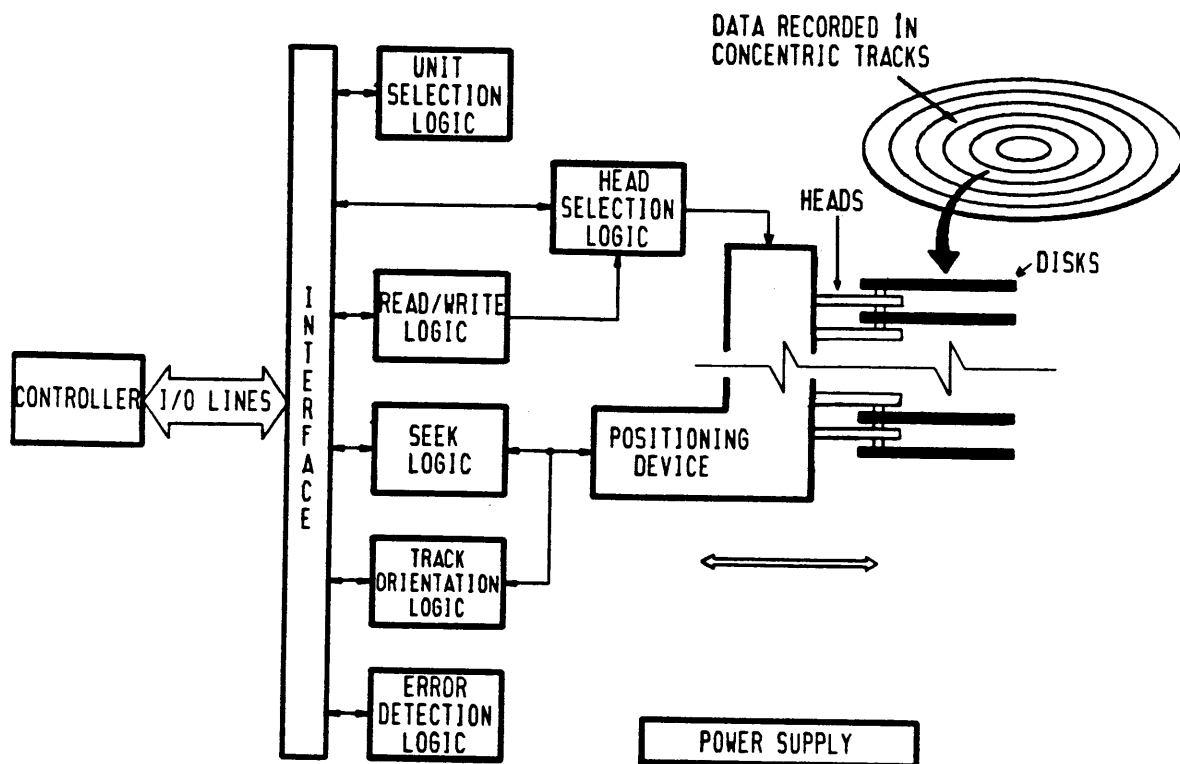 DATA RECORDED IN
CONCENTRIC TRACKS
UNIT
SELECTION
LOGIC
HEAD
SELECTION
LOGIC
HEADS
DISKS
READ/WRITE
LOGIC
INTERFACE
CONTROLLER
I/O LINES
SEEK
LOGIC
POSITIONING
DEVICE
TRACK
ORIENTATION
LOGIC
ERROR
DETECTION
LOGIC
POWER SUPPLY